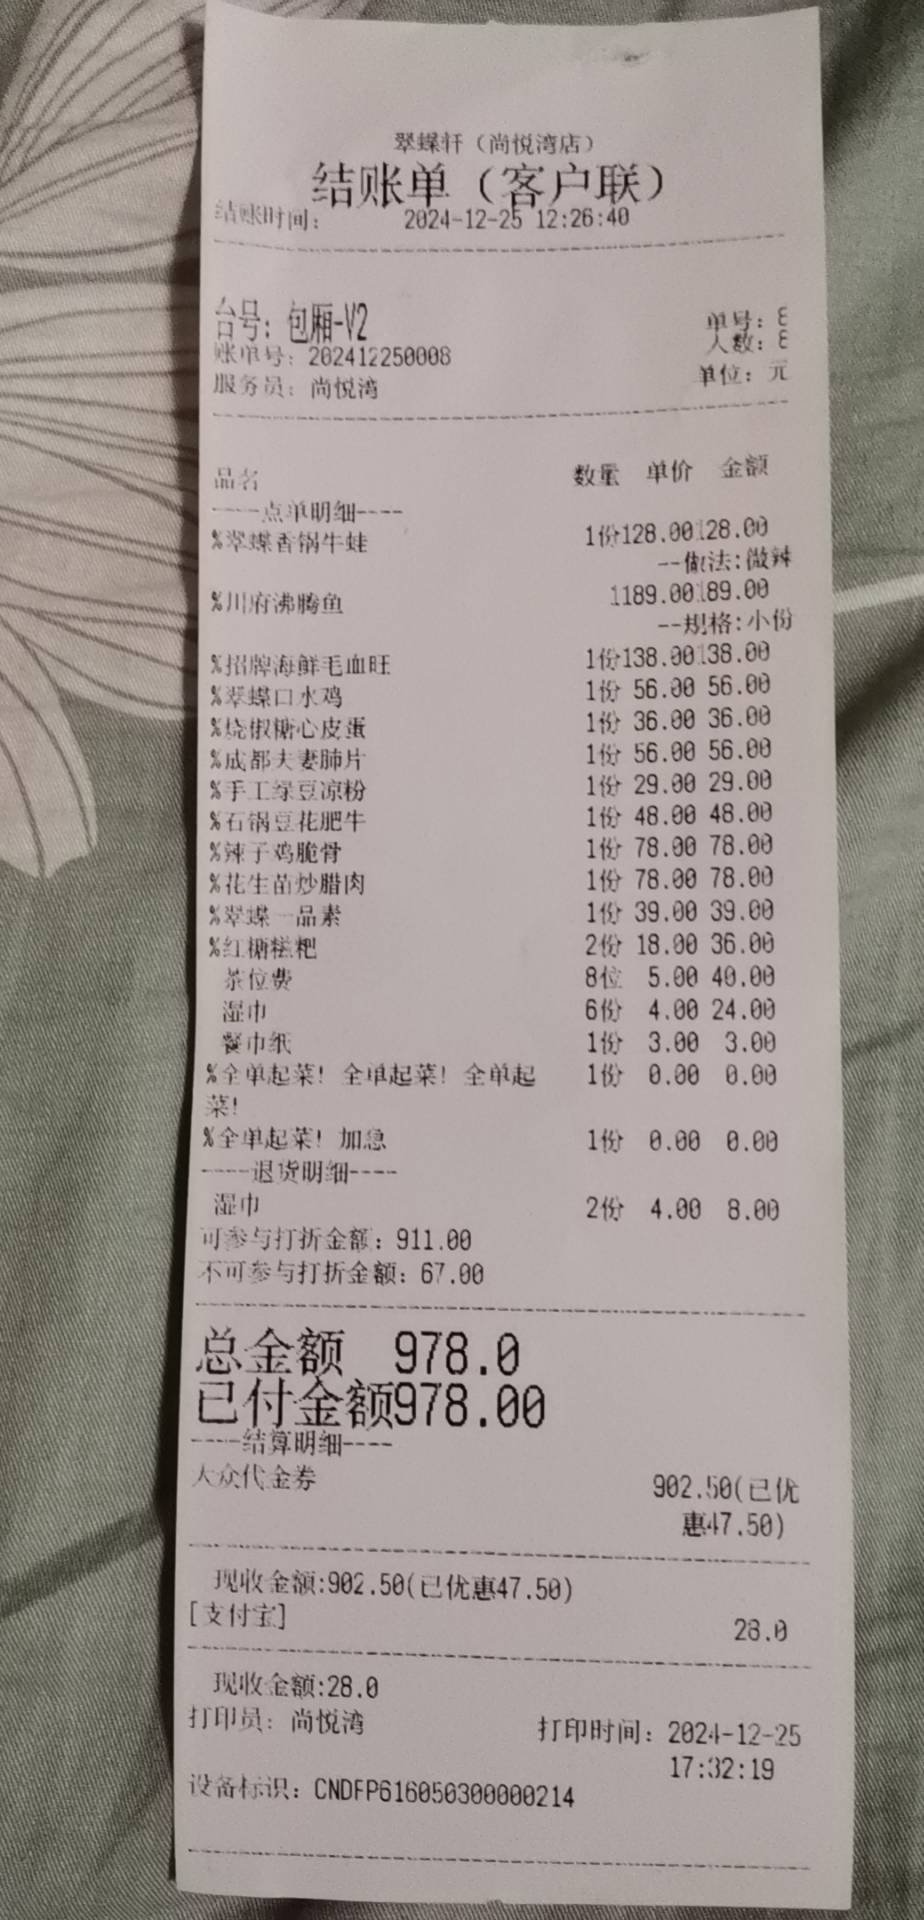 翠蝶轩（尚悦湾店）
结账单（客户联）
结账时间： 2024-12-25 12:26:40
台号：包厢-V2
单号：
账单号：202412250008
人数：
服务员：尚悦湾
单位：元
品名 数量 单价 金额
----点单明细----
%翠蝶香锅牛蛙 1份128.00128.00
--做法:微辣
%川府沸腾鱼 1189.00189.00
--规格:小份
%招牌海鲜毛血旺 1份138.00138.00
%翠蝶口水鸡 1份 56.00 56.00
%烧椒糖心皮蛋 1份 36.00 36.00
%成都夫妻肺片 1份 56.00 56.00
%手工绿豆凉粉 1份 29.00 29.00
%石锅豆花肥牛 1份 48.00 48.00
%辣子鸡脆骨 1份 78.00 78.00
%花生苗炒腊肉 1份 78.00 78.00
%翠蝶一品素 1份 39.00 39.00
%红糖糍粑 2份 18.00 36.00
茶位费 8位 5.00 40.00
湿巾 6份 4.00 24.00
餐巾纸 1份 3.00 3.00
%全单起菜！全单起菜！全单起 1份 0.00 0.00
菜！
%全单起菜！加急 1份 0.00 0.00
----退货明细----
湿巾 2份 4.00 8.00
可参与打折金额：911.00
不可参与打折金额：67.00
总金额 978.0
已付金额978.00
----结算明细----
大众代金券 902.50(已优
惠47.50)
现收金额:902.50(已优惠47.50)
[支付宝] 28.0
现收金额:28.0
打印员：尚悦湾 打印时间：2024-12-25
17:32:19
设备标识：CNDFP616050300000214